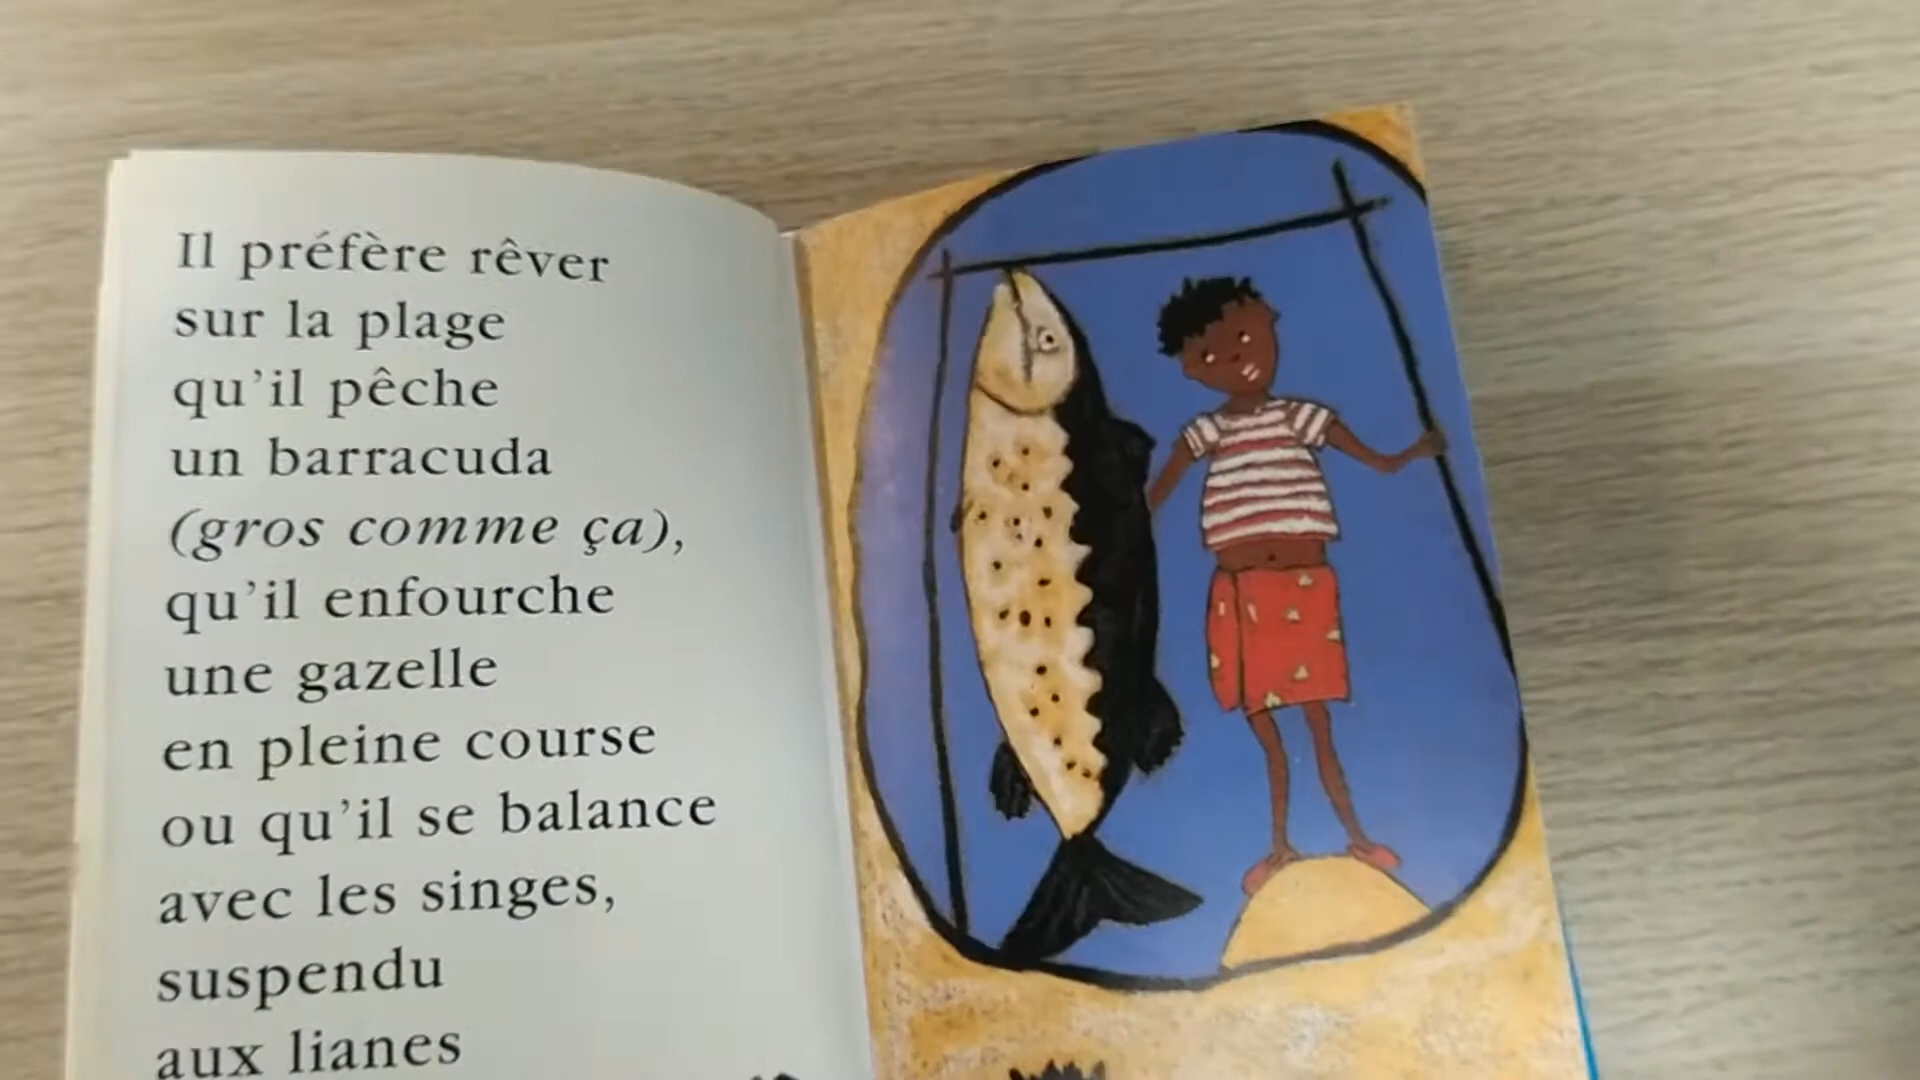 Il préfère rêver
sur la plage
qu'il pêche
un barracuda
(gros comme ça),
qu'il enfourche
une gazelle
en pleine course
ou qu'il se balance
avec les singes,
suspendu
aux lianes